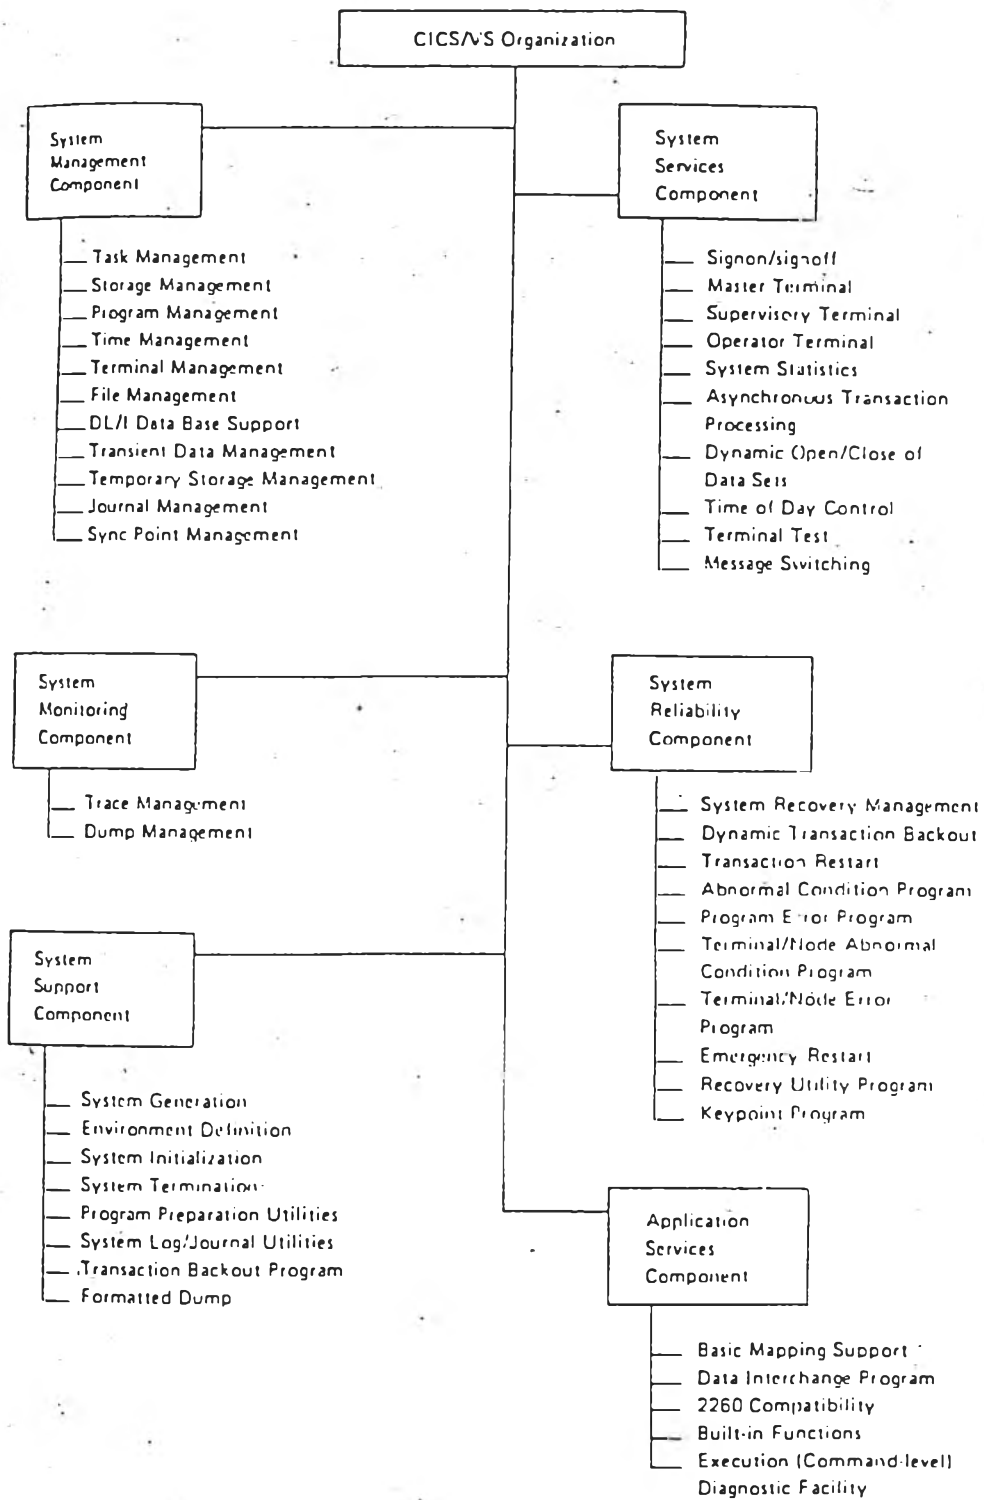 CICS/VS Organization
System
Management
Component
Task Management
Storage Management
Program Management
Time Management
Terminal Management
File Management
DL/I Data Base Support
Transient Data Management
Temporary Storage Management
Journal Management
Sync Point Management
System
Services
Component
Signon/signoff
Master Terminal
Supervisory Terminal
Operator Terminal
System Statistics
Asynchronous Transaction
Processing
Dynamic Open/Close of
Data Sets
Time of Day Control
Terminal Test
Message Switching
System
Monitoring
Component
Trace Management
Dump Management
System
Reliability
Component
System Recovery Management
Dynamic Transaction Backout
Transaction Restart
Abnormal Condition Program
Program Error Program
Terminal/Node Abnormal
Condition Program
Terminal/Node Error
Program
Emergency Restart
Recovery Utility Program
Keypoint Program
System
Support
Component
System Generation
Environment Definition
System Initialization
System Termination
Program Preparation Utilities
System Log/Journal Utilities
Transaction Backout Program
Formatted Dump
Application
Services
Component
Basic Mapping Support
Data Interchange Program
2260 Compatibility
Built-in Functions
Execution (Command-level)
Diagnostic Facility